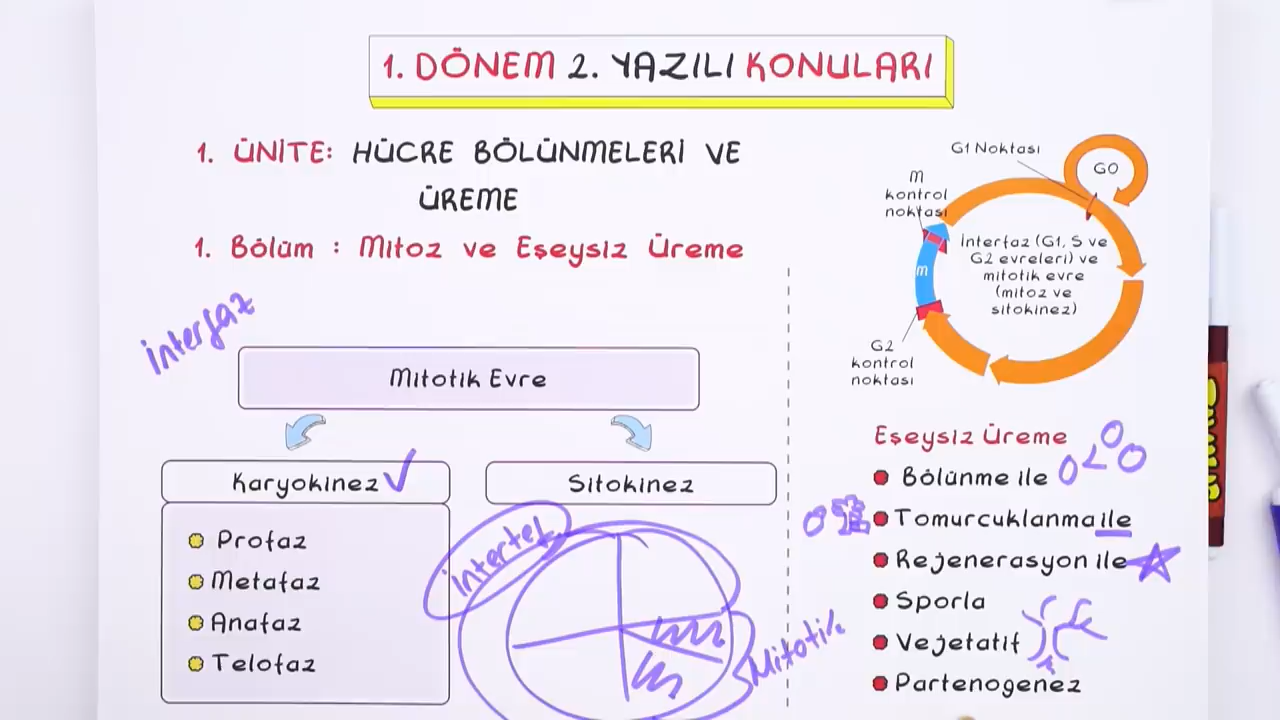 1. DÖNEM 2. YAZILI KONULARI
1. ÜNİTE: HÜCRE BÖLÜNMELERİ VE
ÜREME
1. Bölüm : Mitoz ve Eşeysiz Üreme
İnterfaz
Mitotik Evre
Karyokinez
Sitokinez
Profaz
Metafaz
Anafaz
Telofaz
Mitotik
G1 Noktası
G0
M
kontrol
noktası
İnterfaz (G1, S ve
G2 evreleri) ve
mitotik evre
(mitoz ve
sitokinez)
m
G2
kontrol
noktası
Eşeysiz Üreme
Bölünme ile
Tomurcuklanma ile
Rejenerasyon ile
Sporla
Vejetatif
Partenogenez